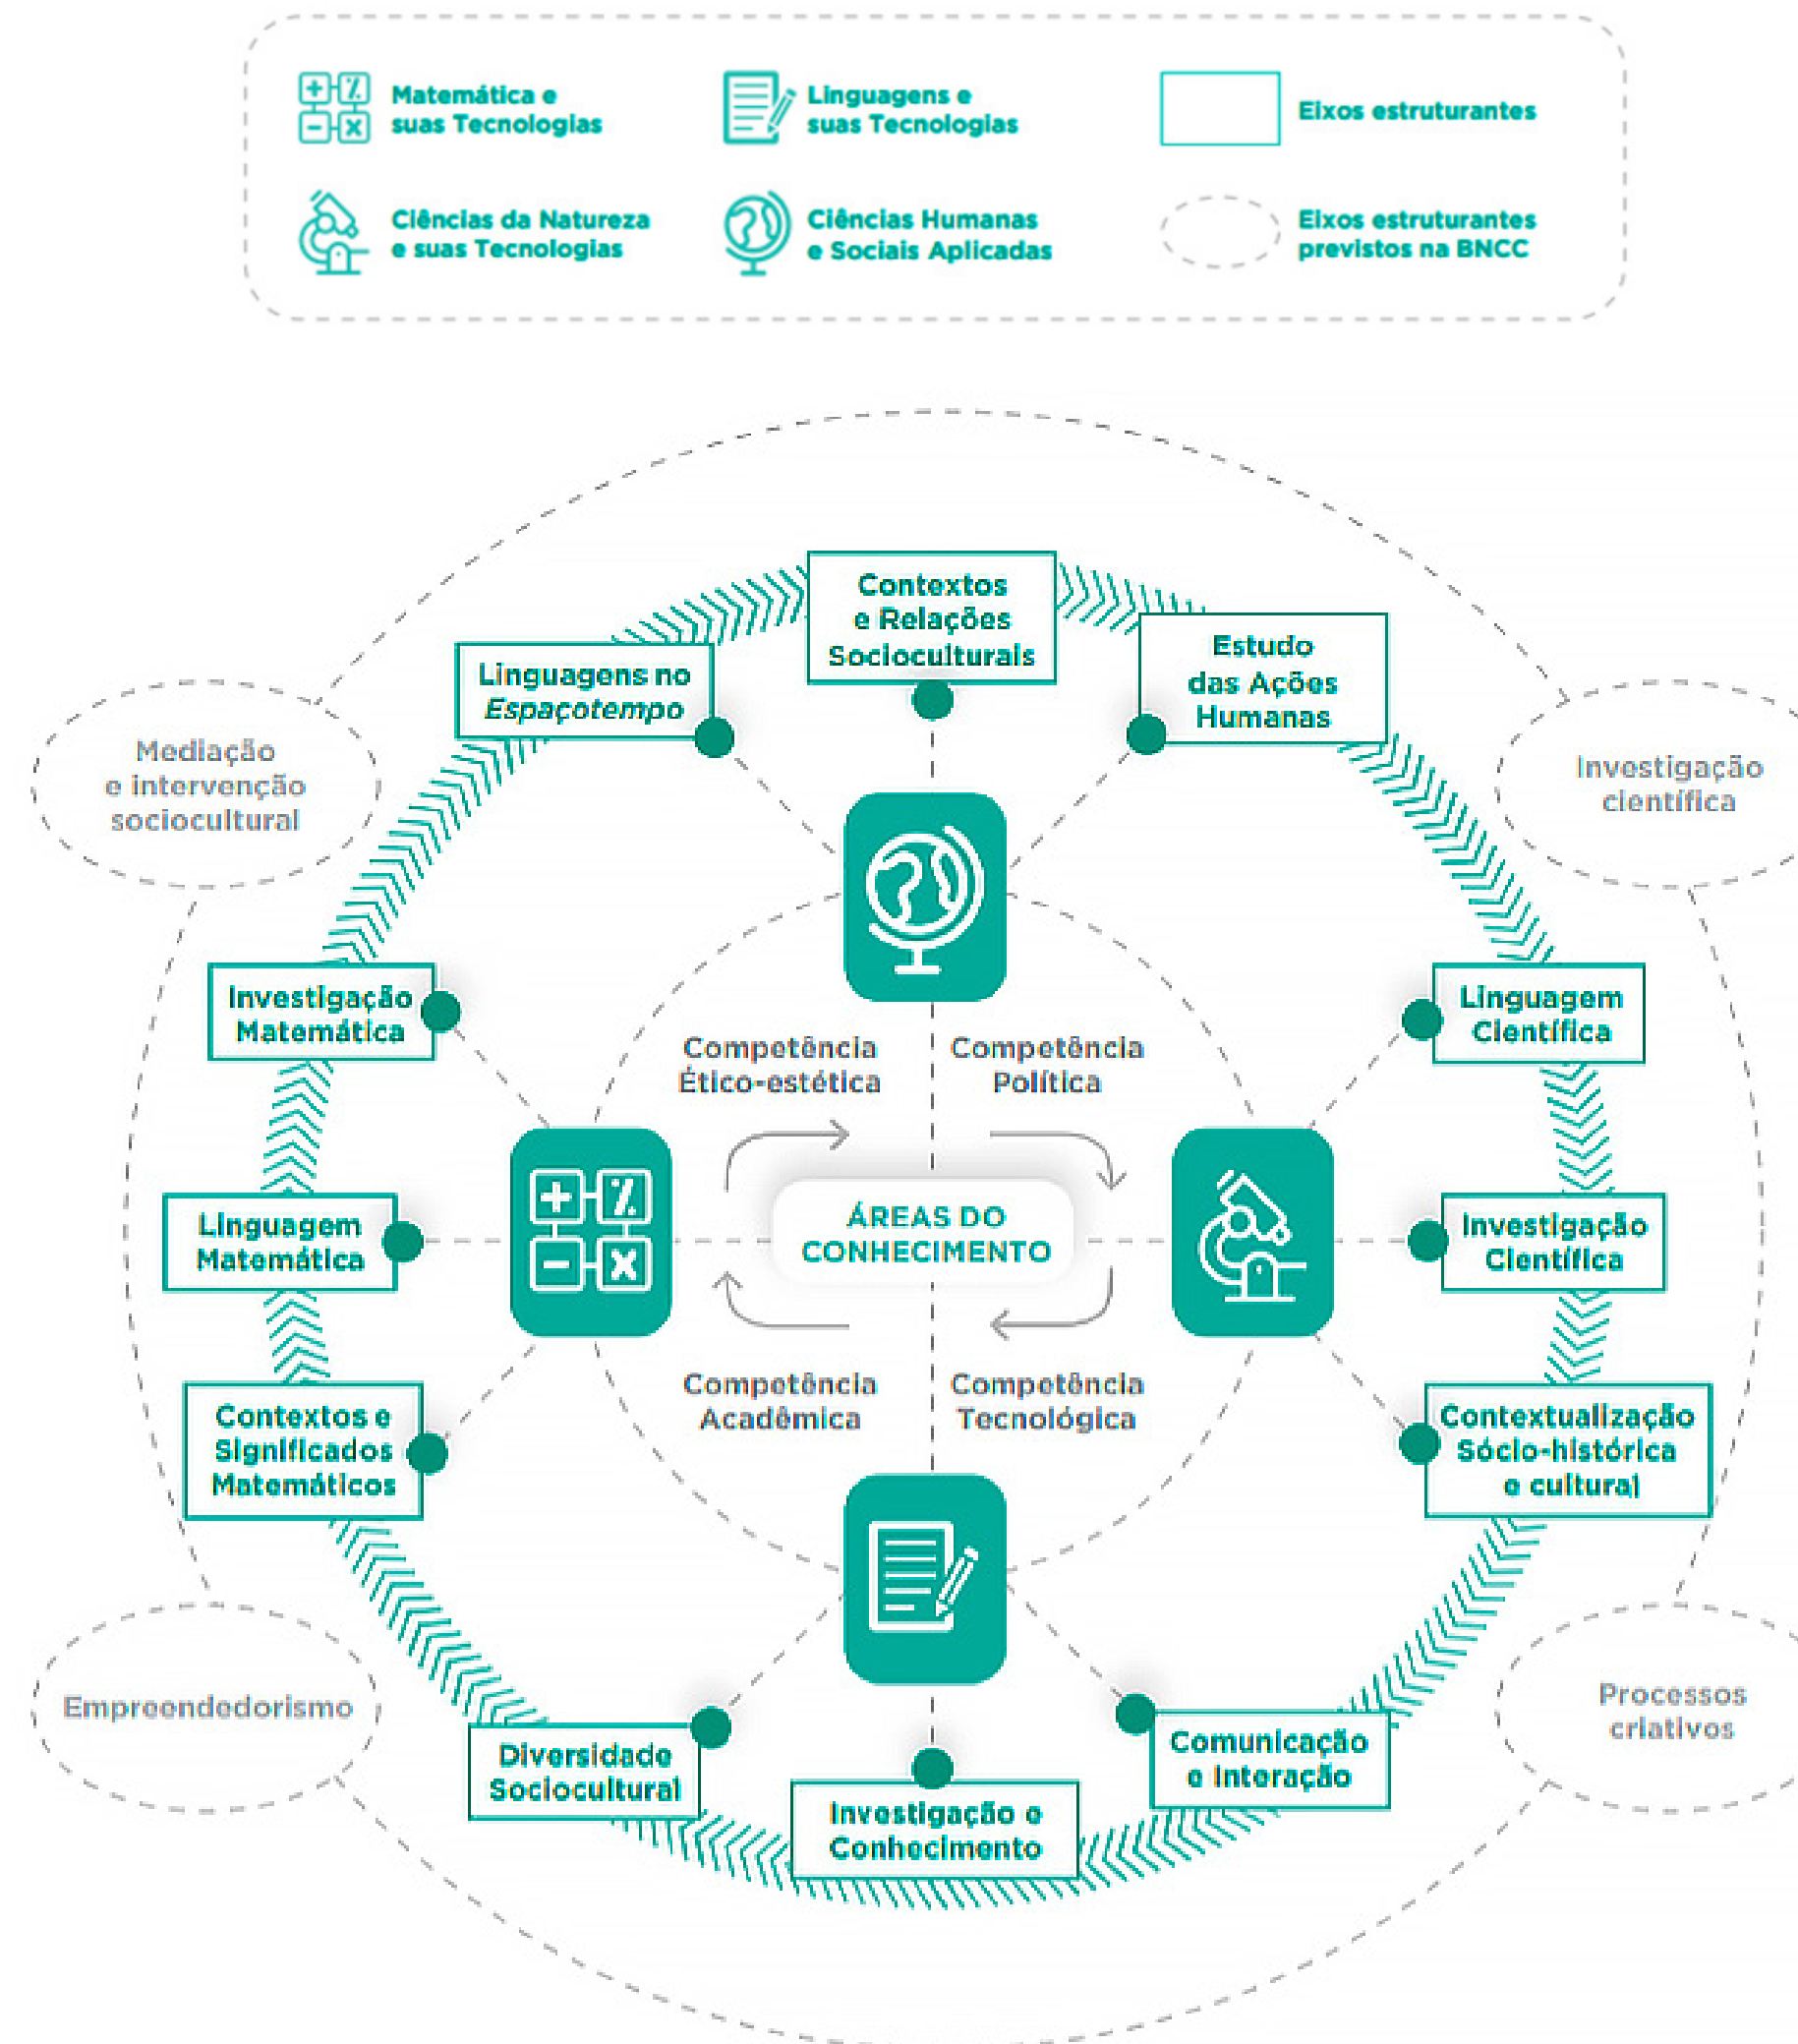 Matemática e
suas Tecnologias
Linguagens e
suas Tecnologias
Eixos estruturantes
Ciências da Natureza
e suas Tecnologias
Ciências Humanas
e Sociais Aplicadas
Eixos estruturantes
previstos na BNCC
Contextos
e Relações
Socioculturais
Linguagens no
Espaçotempo
Estudo
das Ações
Humanas
Mediação
e intervenção
sociocultural
Investigação
científica
Investigação
Matemática
Linguagem
Científica
Competência
Ético-estética
Competência
Política
Linguagem
Matemática
ÁREAS DO
CONHECIMENTO
Investigação
Científica
Competência
Acadêmica
Competência
Tecnológica
Contextos e
Significados
Matemáticos
Contextualização
Sócio-histórica
e cultural
Empreendedorismo
Processos
criativos
Diversidade
Sociocultural
Investigação e
Conhecimento
Comunicação
e Interação